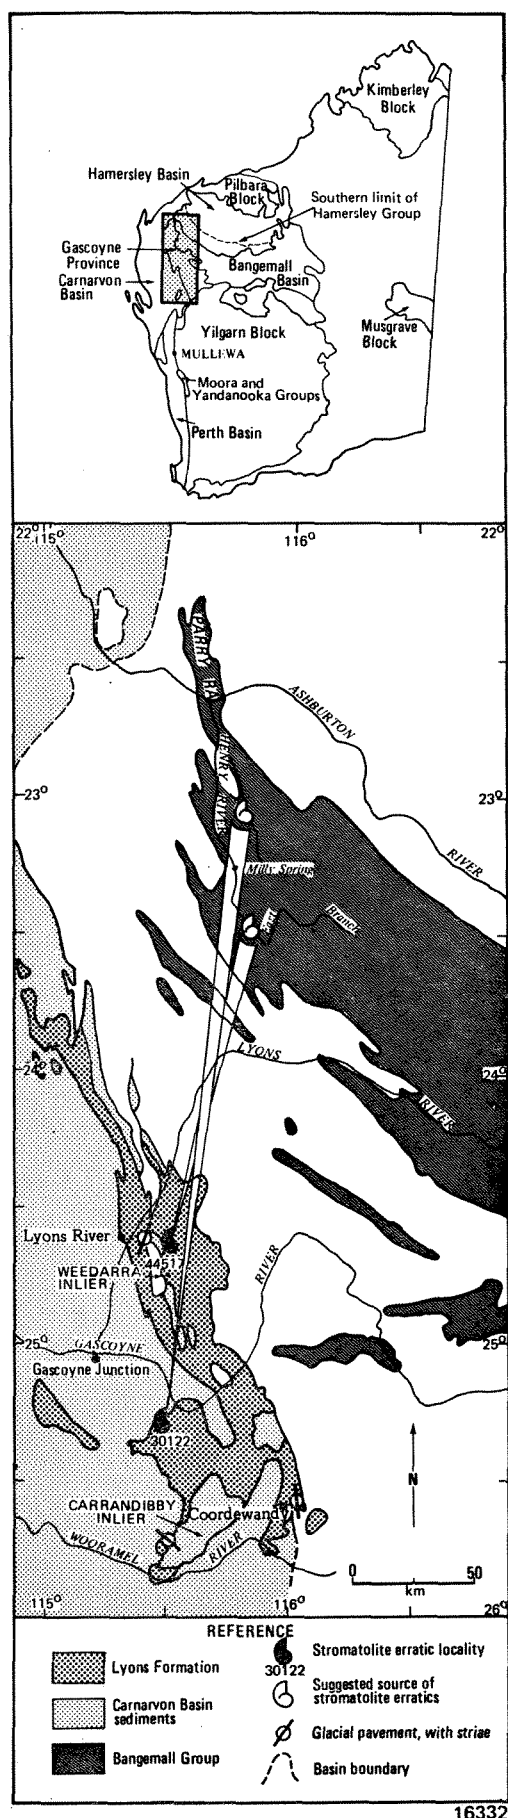 Kimberley
Block
Hamersley Basin
Pilbara
Block
Southern limit of
Hamersley Group
Gascoyne
Province
Carnarvon
Basin
Bangemall
Basin
Yilgarn Block
Musgrave
Block
MULLEWA
Moora and
Yandanooka Groups
Perth Basin
22° 115°
116°
22°
PARRY RA
ASHBURTON
RIVER
HENRY RIVER
23°
23°
Milly Spring
East
Branch
LYONS
RIVER
24°
24°
Lyons River
44517
WEEDARRA
INLIER
RIVER
GASCOYNE
25°
25°
Gascoyne Junction
30122
N
CARRANDIBBY
INLIER
Coordewandy
WOORAMEL
RIVER
0 50
km
115°
116°
26°
REFERENCE
Lyons Formation
Carnarvon Basin
sediments
Bangemall Group
Stromatolite erratic locality
30122
Suggested source of
stromatolite erratics
Glacial pavement, with striae
Basin boundary
16332